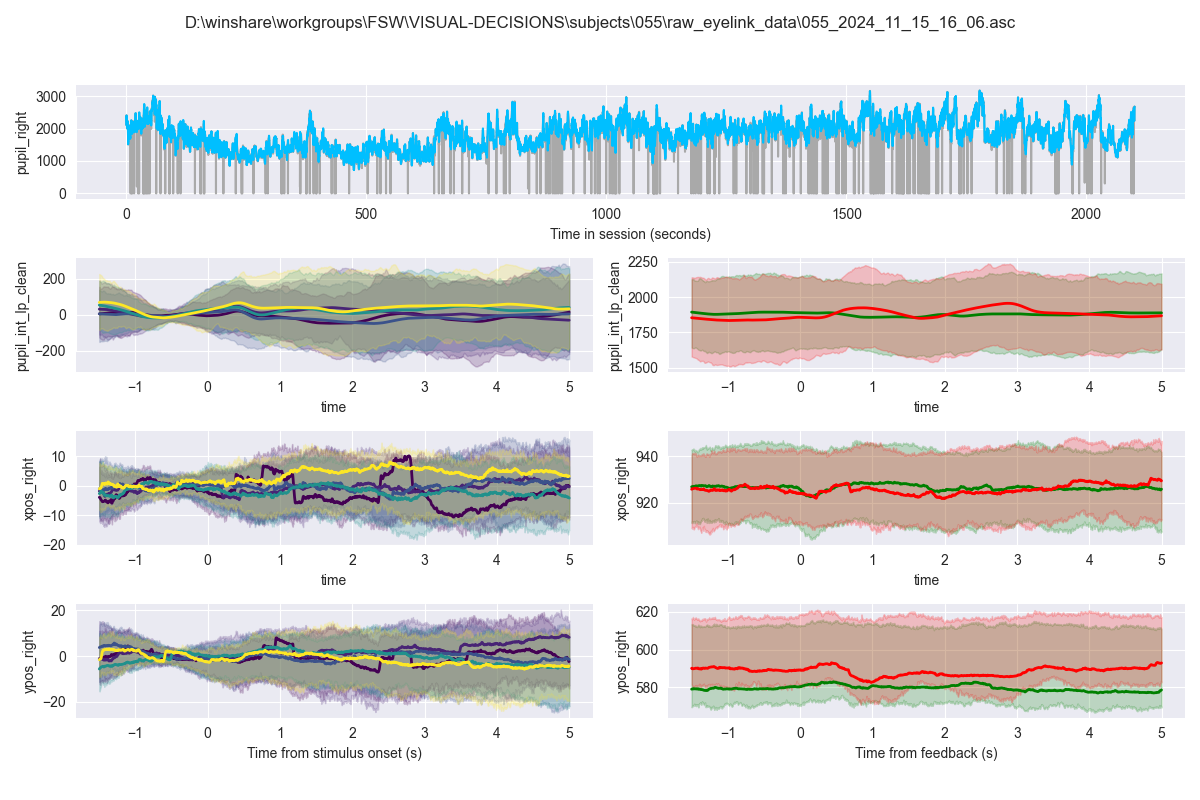 D:\winshare\workgroups\FSW\VISUAL-DECISIONS\subjects\055\raw_eyelink_data\055_2024_11_15_16_06.asc
pupil_right
3000
2000
1000
0
0 500 1000 1500 2000
Time in session (seconds)
pupil_int_lp_clean
200
0
−200
−1 0 1 2 3 4 5
time
pupil_int_lp_clean
2250
2000
1750
1500
−1 0 1 2 3 4 5
time
xpos_right
10
0
−10
−20
−1 0 1 2 3 4 5
time
xpos_right
940
920
−1 0 1 2 3 4 5
time
ypos_right
20
0
−20
−1 0 1 2 3 4 5
Time from stimulus onset (s)
ypos_right
620
600
580
−1 0 1 2 3 4 5
Time from feedback (s)